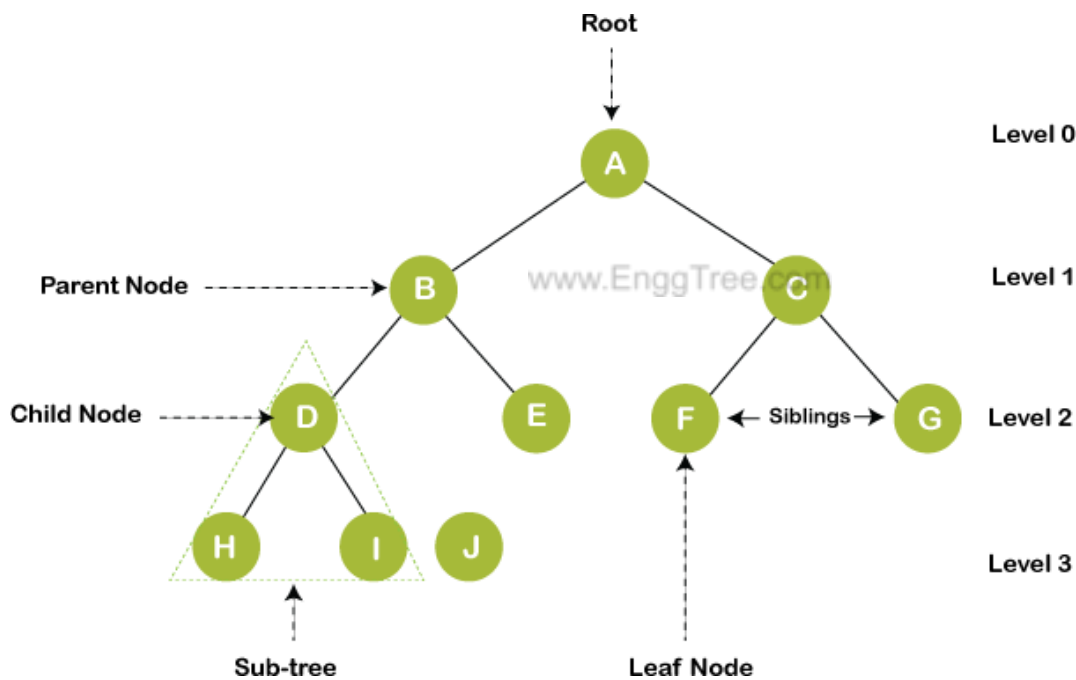 Root
Level 0
A
Parent Node
B
www.EnggTree.com
C
Level 1
Child Node
D
E
F
Siblings
G
Level 2
H
I
J
Level 3
Sub-tree
Leaf Node